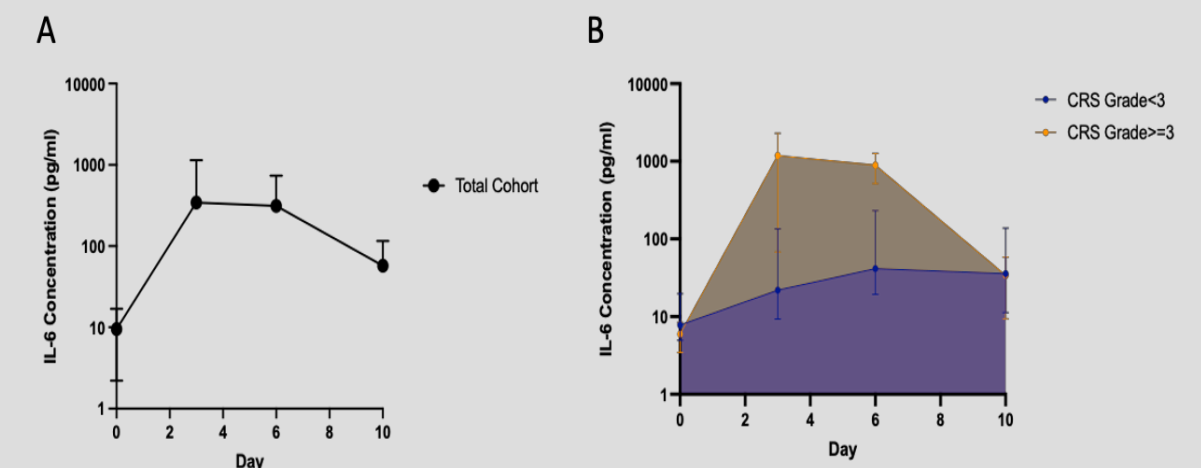 A
IL-6 Concentration (pg/ml)
10000
1000
100
10
1
0 2 4 6 8 10
Day
Total Cohort
B
IL-6 Concentration (pg/ml)
10000
1000
100
10
1
0 2 4 6 8 10
Day
CRS Grade<3
CRS Grade>=3